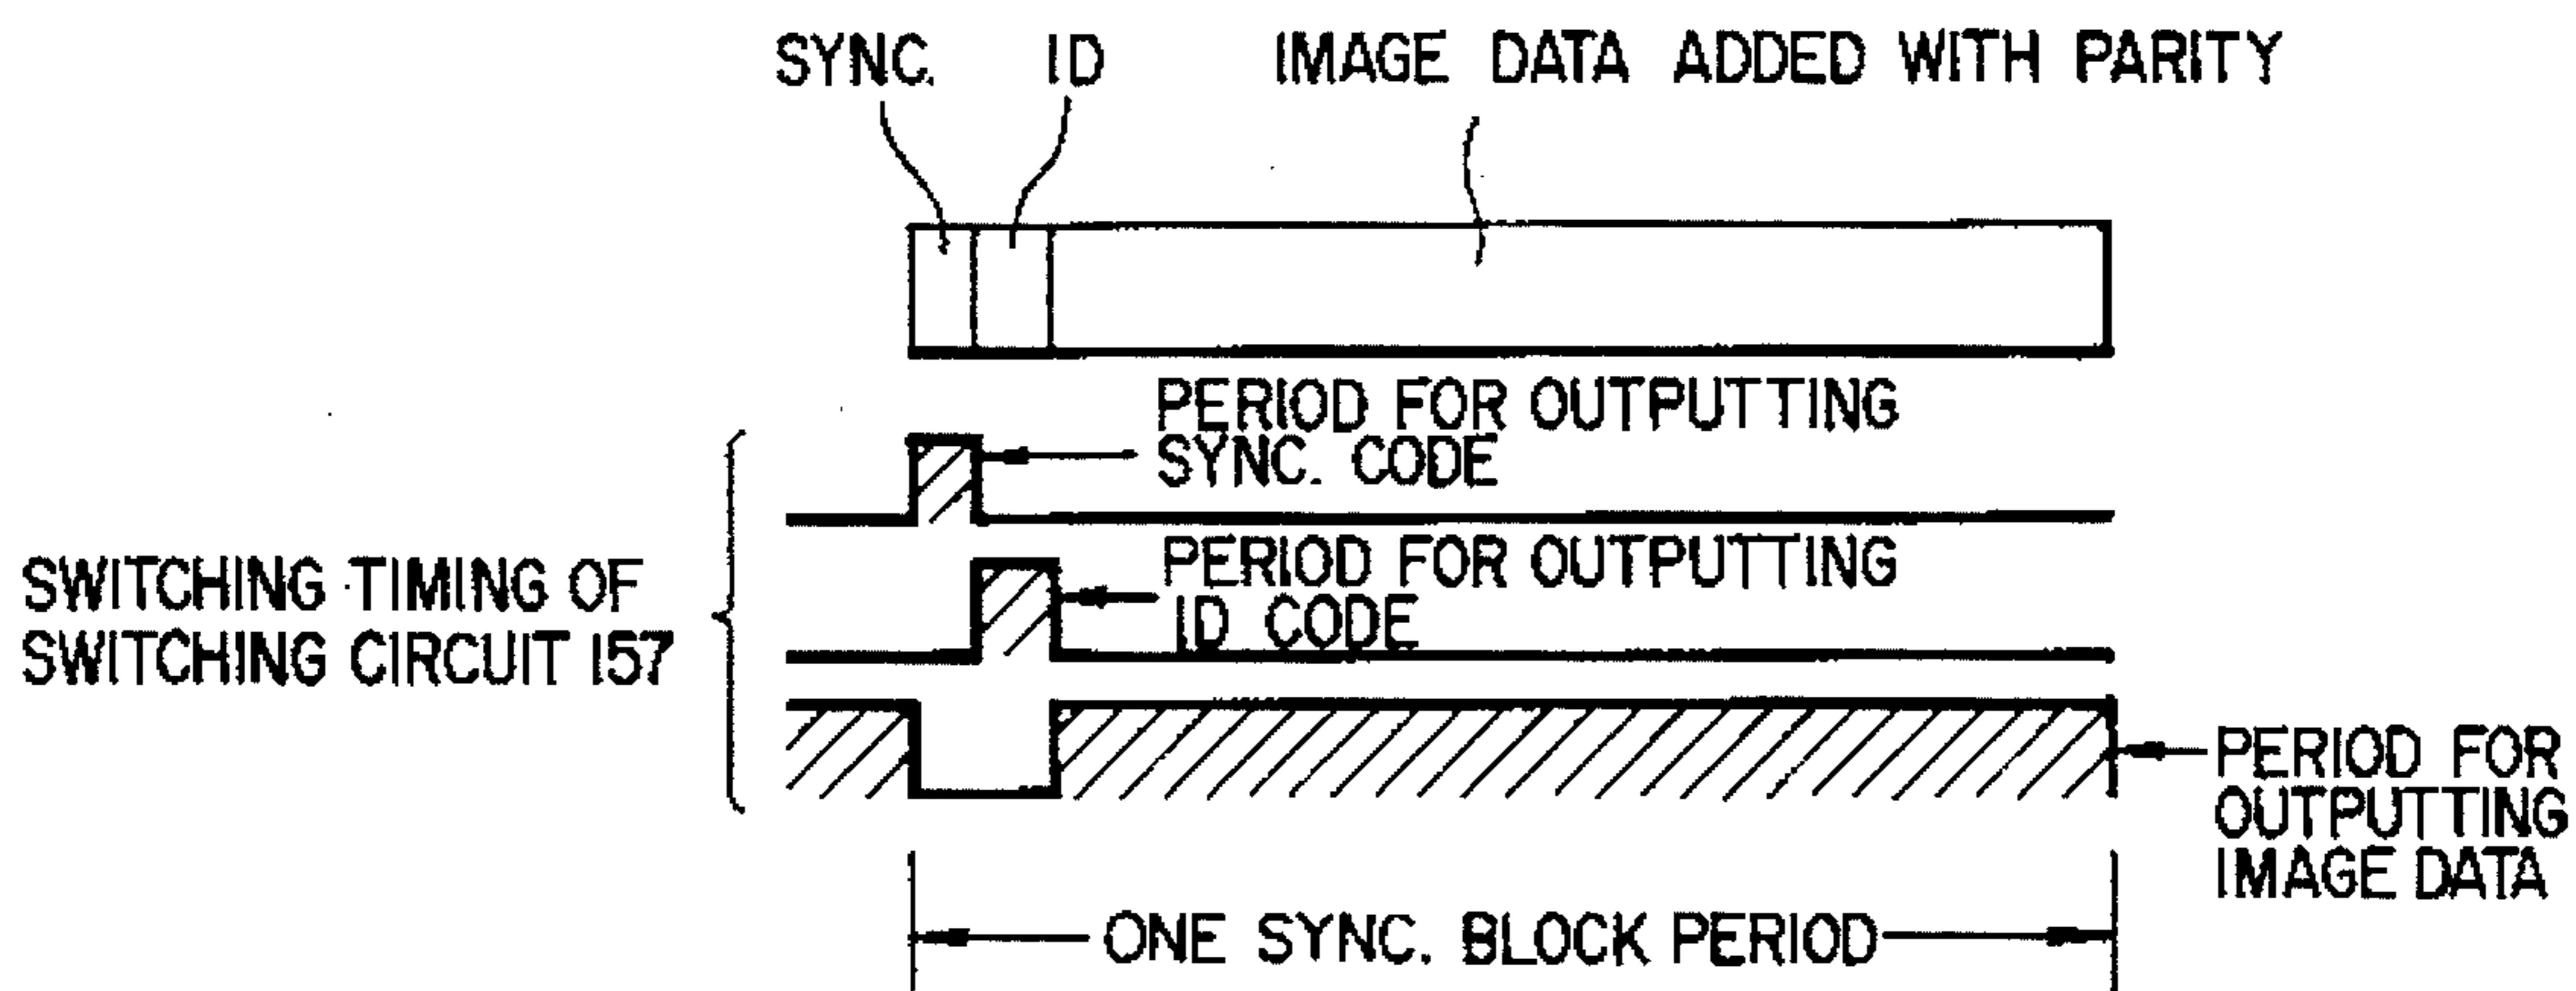 SYNC. ID IMAGE DATA ADDED WITH PARITY
PERIOD FOR OUTPUTTING
SYNC. CODE
PERIOD FOR OUTPUTTING
ID CODE
SWITCHING TIMING OF
SWITCHING CIRCUIT 157
PERIOD FOR
OUTPUTTING
IMAGE DATA
ONE SYNC. BLOCK PERIOD